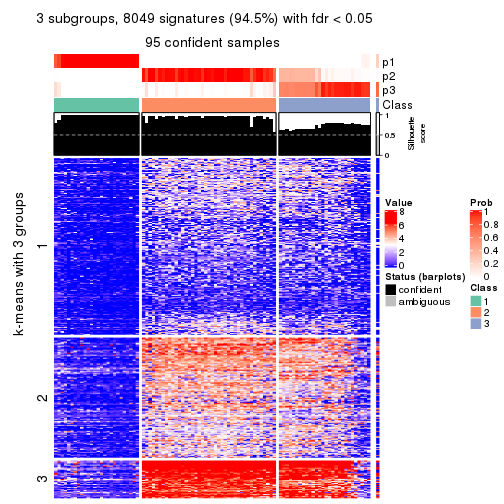 3 subgroups, 8049 signatures (94.5%) with fdr < 0.05
95 confident samples
p1
p2
p3
Class
1
0.5
0
Silhouette
score
k-means with 3 groups
1
2
3
Value
8
6
4
2
0
Status (barplots)
confident
ambiguous
Prob
1
0.8
0.6
0.4
0.2
0
Class
1
2
3